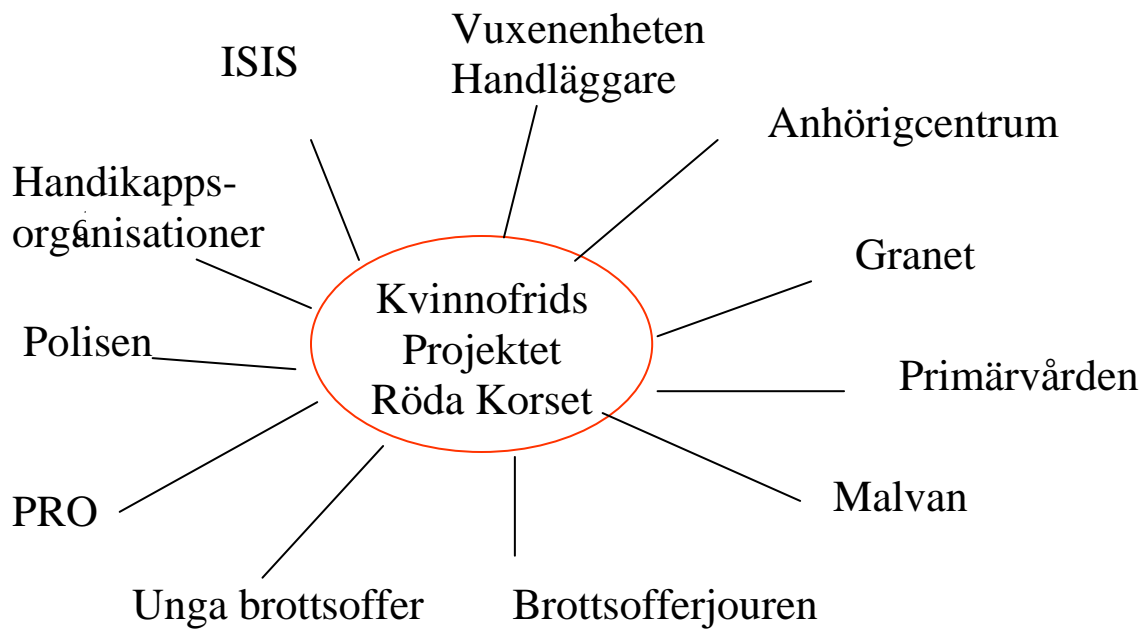 ISIS
Vuxenenheten
Handläggare
Anhörigcentrum
Handikapps-
organisationer
Granet
Kvinnofrids
Projektet
Röda Korset
Polisen
Primärvården
PRO
Malvan
Unga brottsoffer
Brottsofferjouren